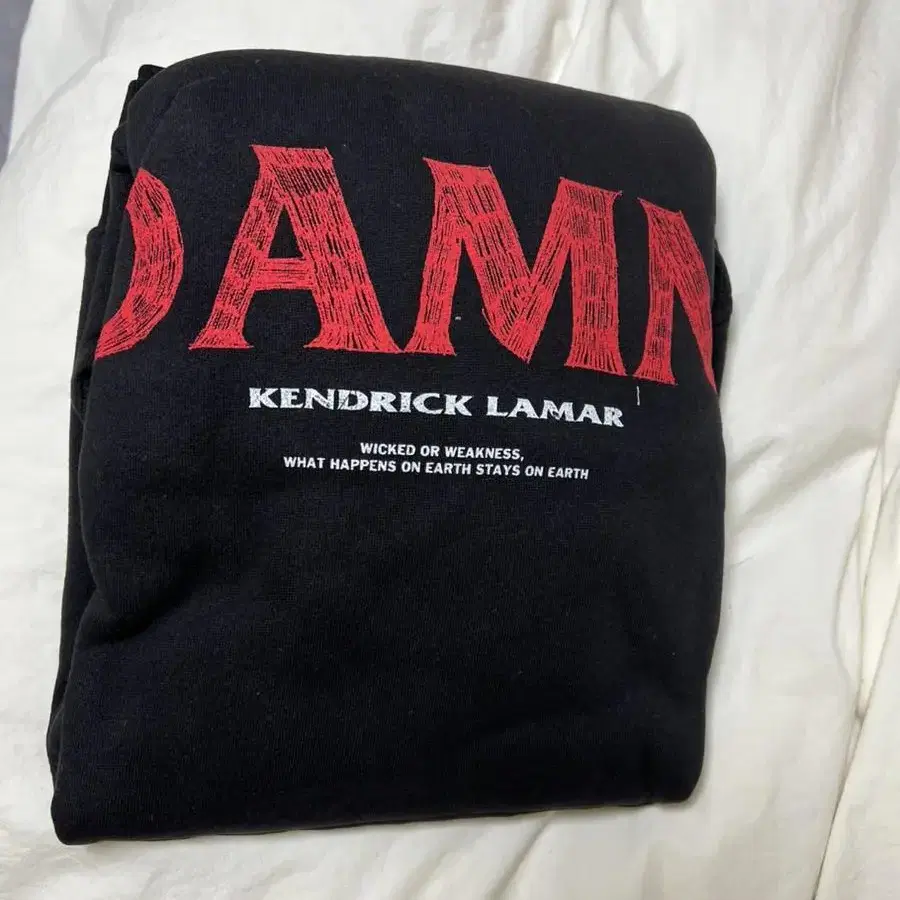 DAMN
KENDRICK LAMAR
WICKED OR WEAKNESS,
WHAT HAPPENS ON EARTH STAYS ON EARTH